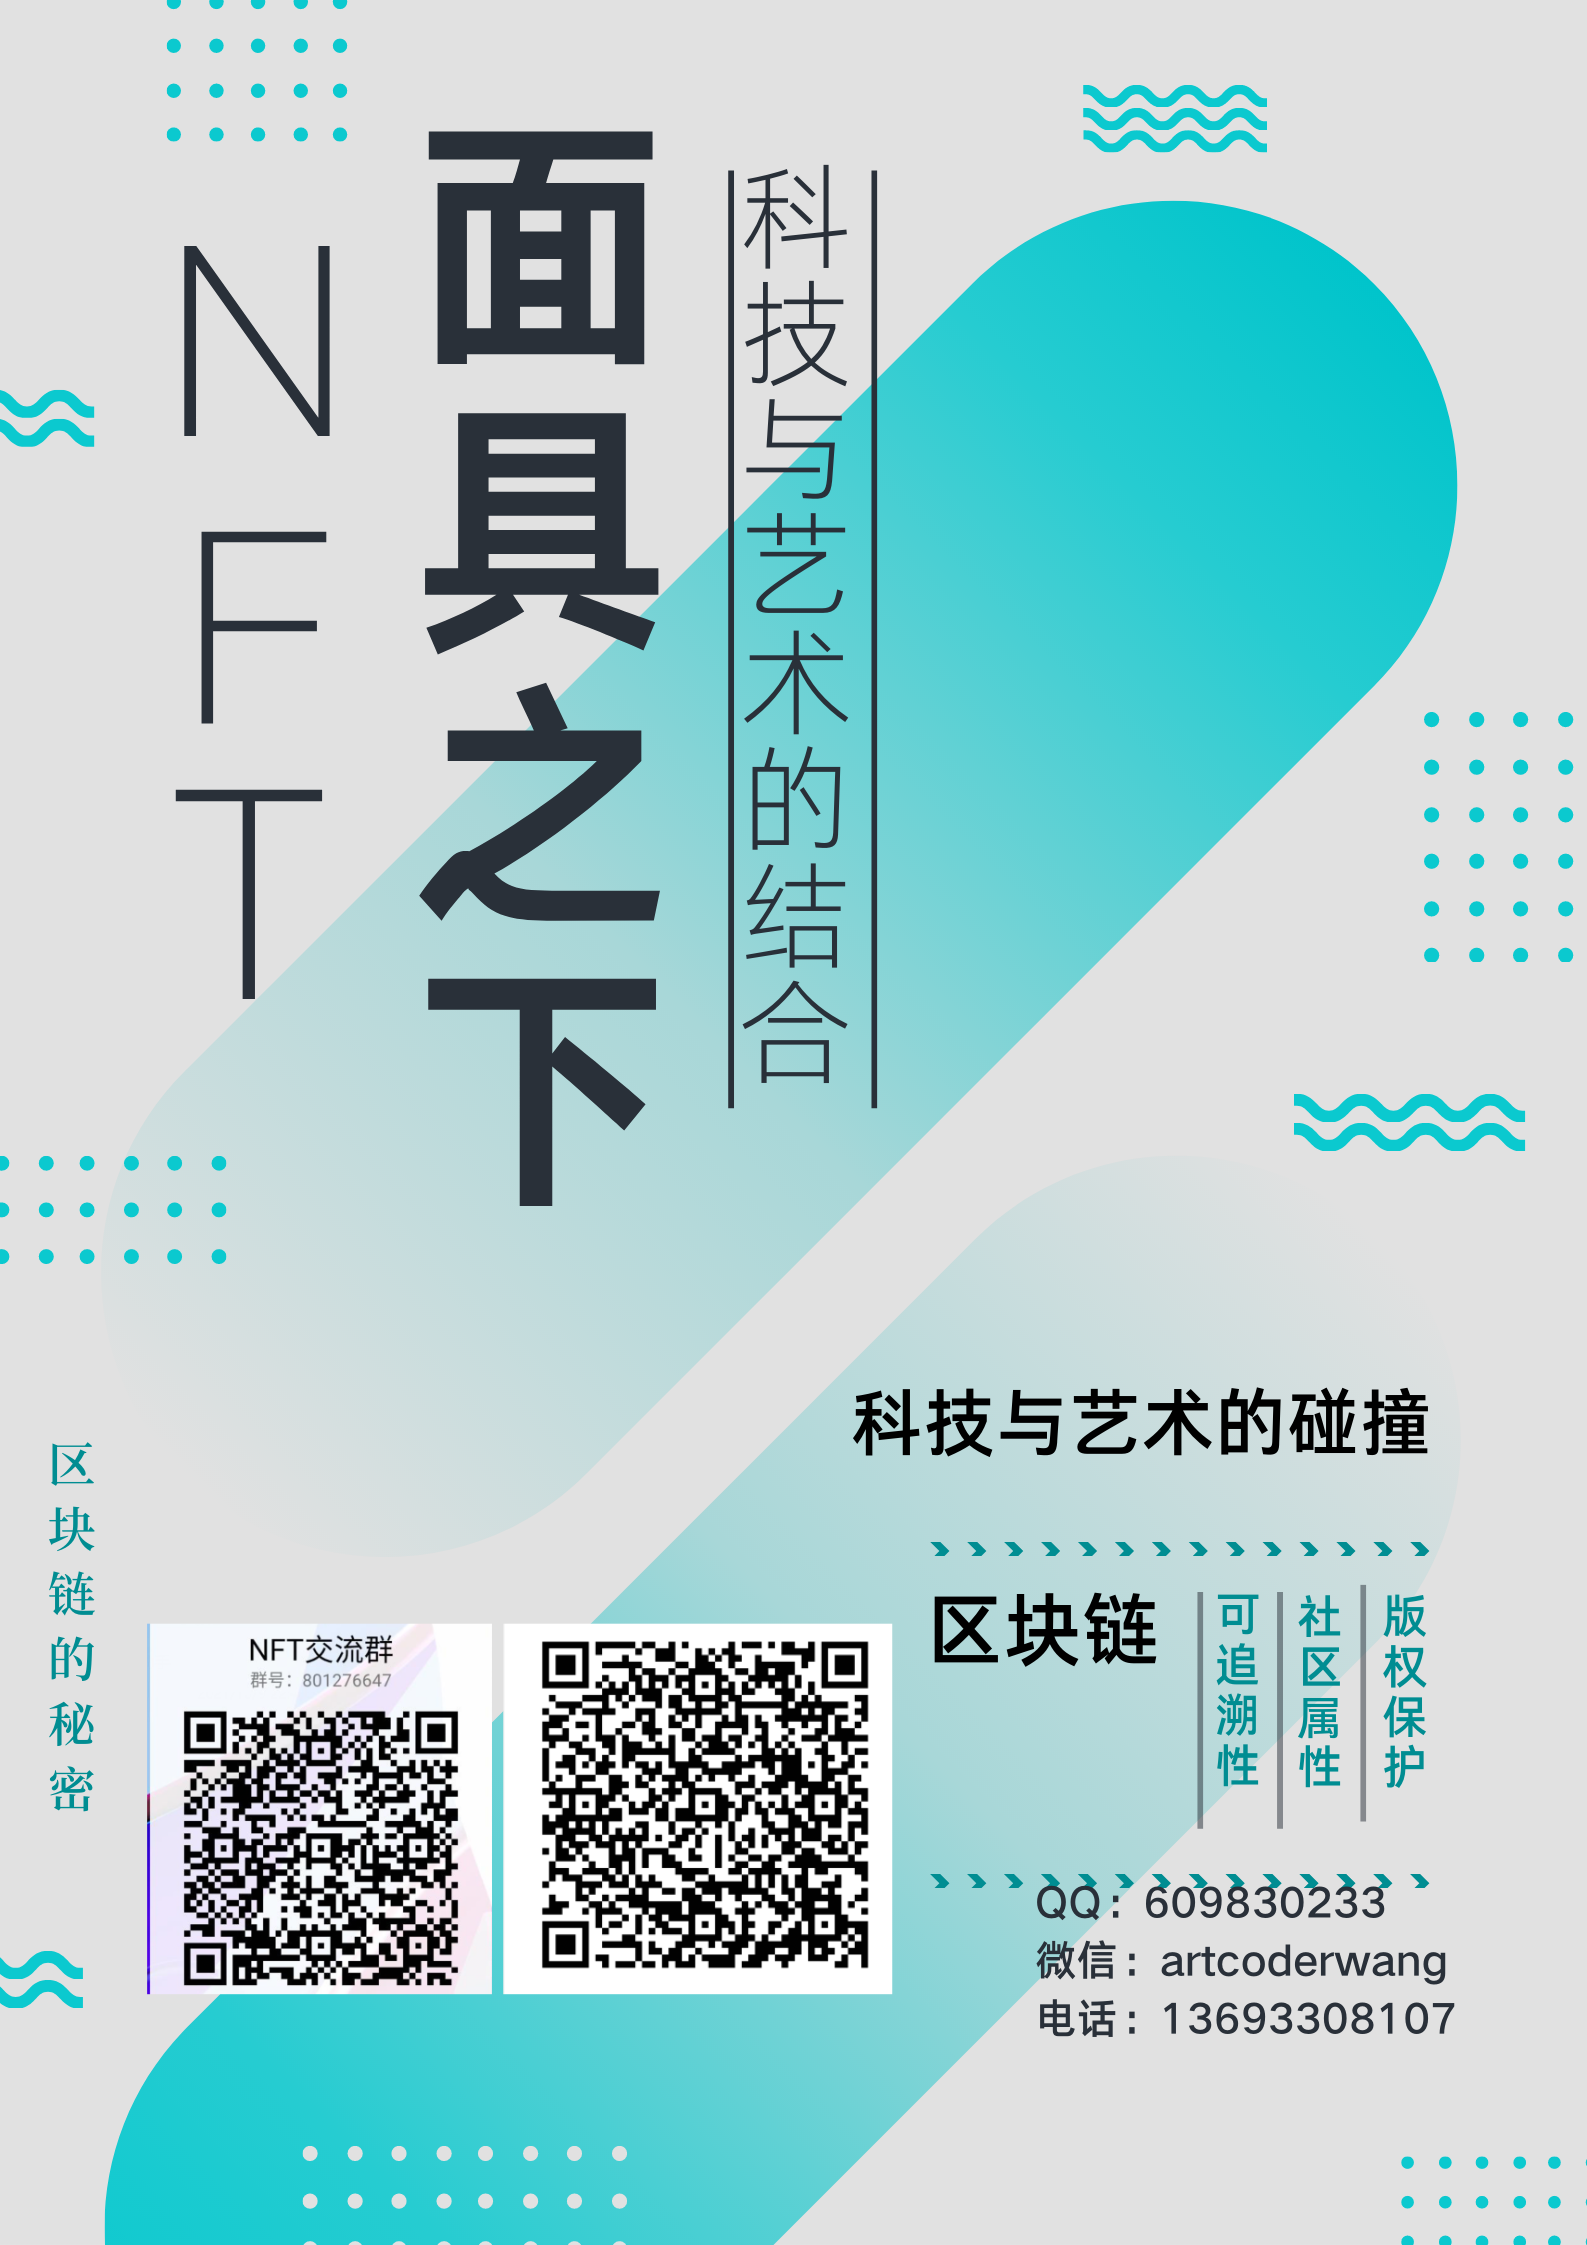 NFT
面具之下
科技与艺术的结合
科技与艺术的碰撞
区块链的秘密
区块链
可追溯性
社区属性
版权保护
NFT交流群
群号：801276647
QQ：609830233
微信：artcoderwang
电话：13693308107